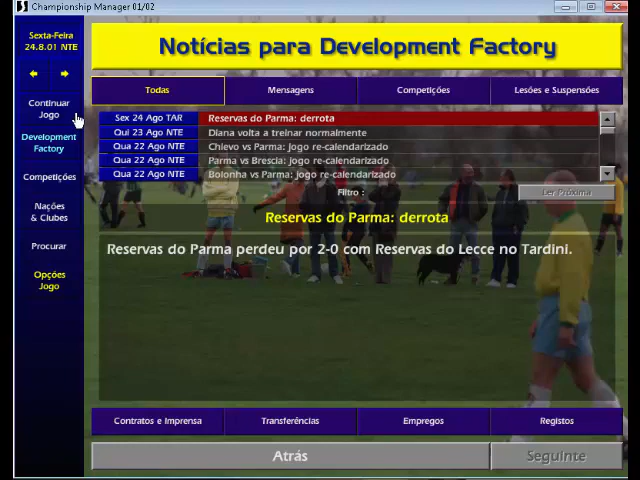 Championship Manager 01/02
Sexta-Feira
24.8.01 NTE
Continuar
Jogo
Development
Factory
Competições
Nações
& Clubes
Procurar
Opções
Jogo
Notícias para Development Factory
Todas
Mensagens
Competições
Lesões e Suspensões
Sex 24 Ago TAR Reservas do Parma: derrota
Qui 23 Ago NTE Diana volta a treinar normalmente
Qua 22 Ago NTE Chievo vs Parma: jogo re-calendarizado
Qua 22 Ago NTE Parma vs Brescia: jogo re-calendarizado
Qua 22 Ago NTE Bolonha vs Parma: jogo re-calendarizado
Filtro :
Ler Próxima
Reservas do Parma: derrota
Reservas do Parma perdeu por 2-0 com Reservas do Lecce no Tardini.
Contratos e Imprensa
Transferências
Empregos
Registos
Atrás
Seguinte